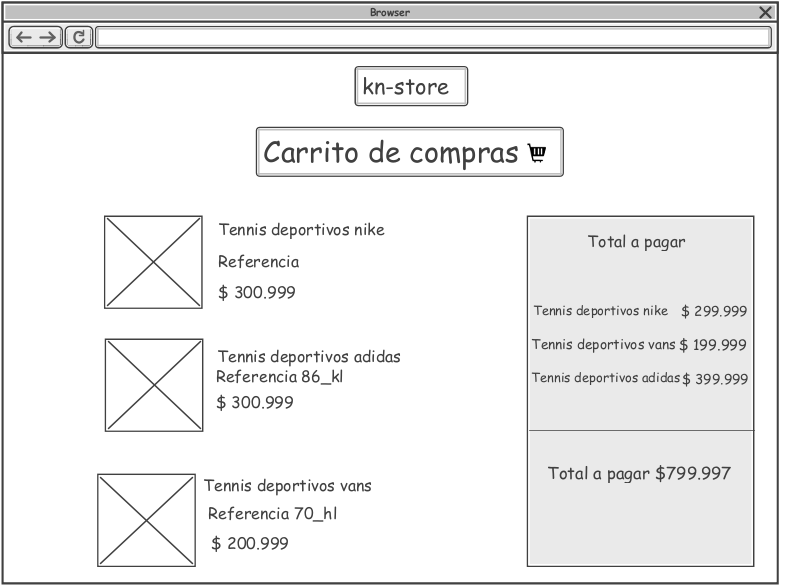 Browser
kn-store
Carrito de compras
Tennis deportivos nike
Referencia
$ 300.999
Tennis deportivos adidas
Referencia 86_kl
$ 300.999
Tennis deportivos vans
Referencia 70_hl
$ 200.999
Total a pagar
Tennis deportivos nike $ 299.999
Tennis deportivos vans $ 199.999
Tennis deportivos adidas $ 399.999
Total a pagar $799.997